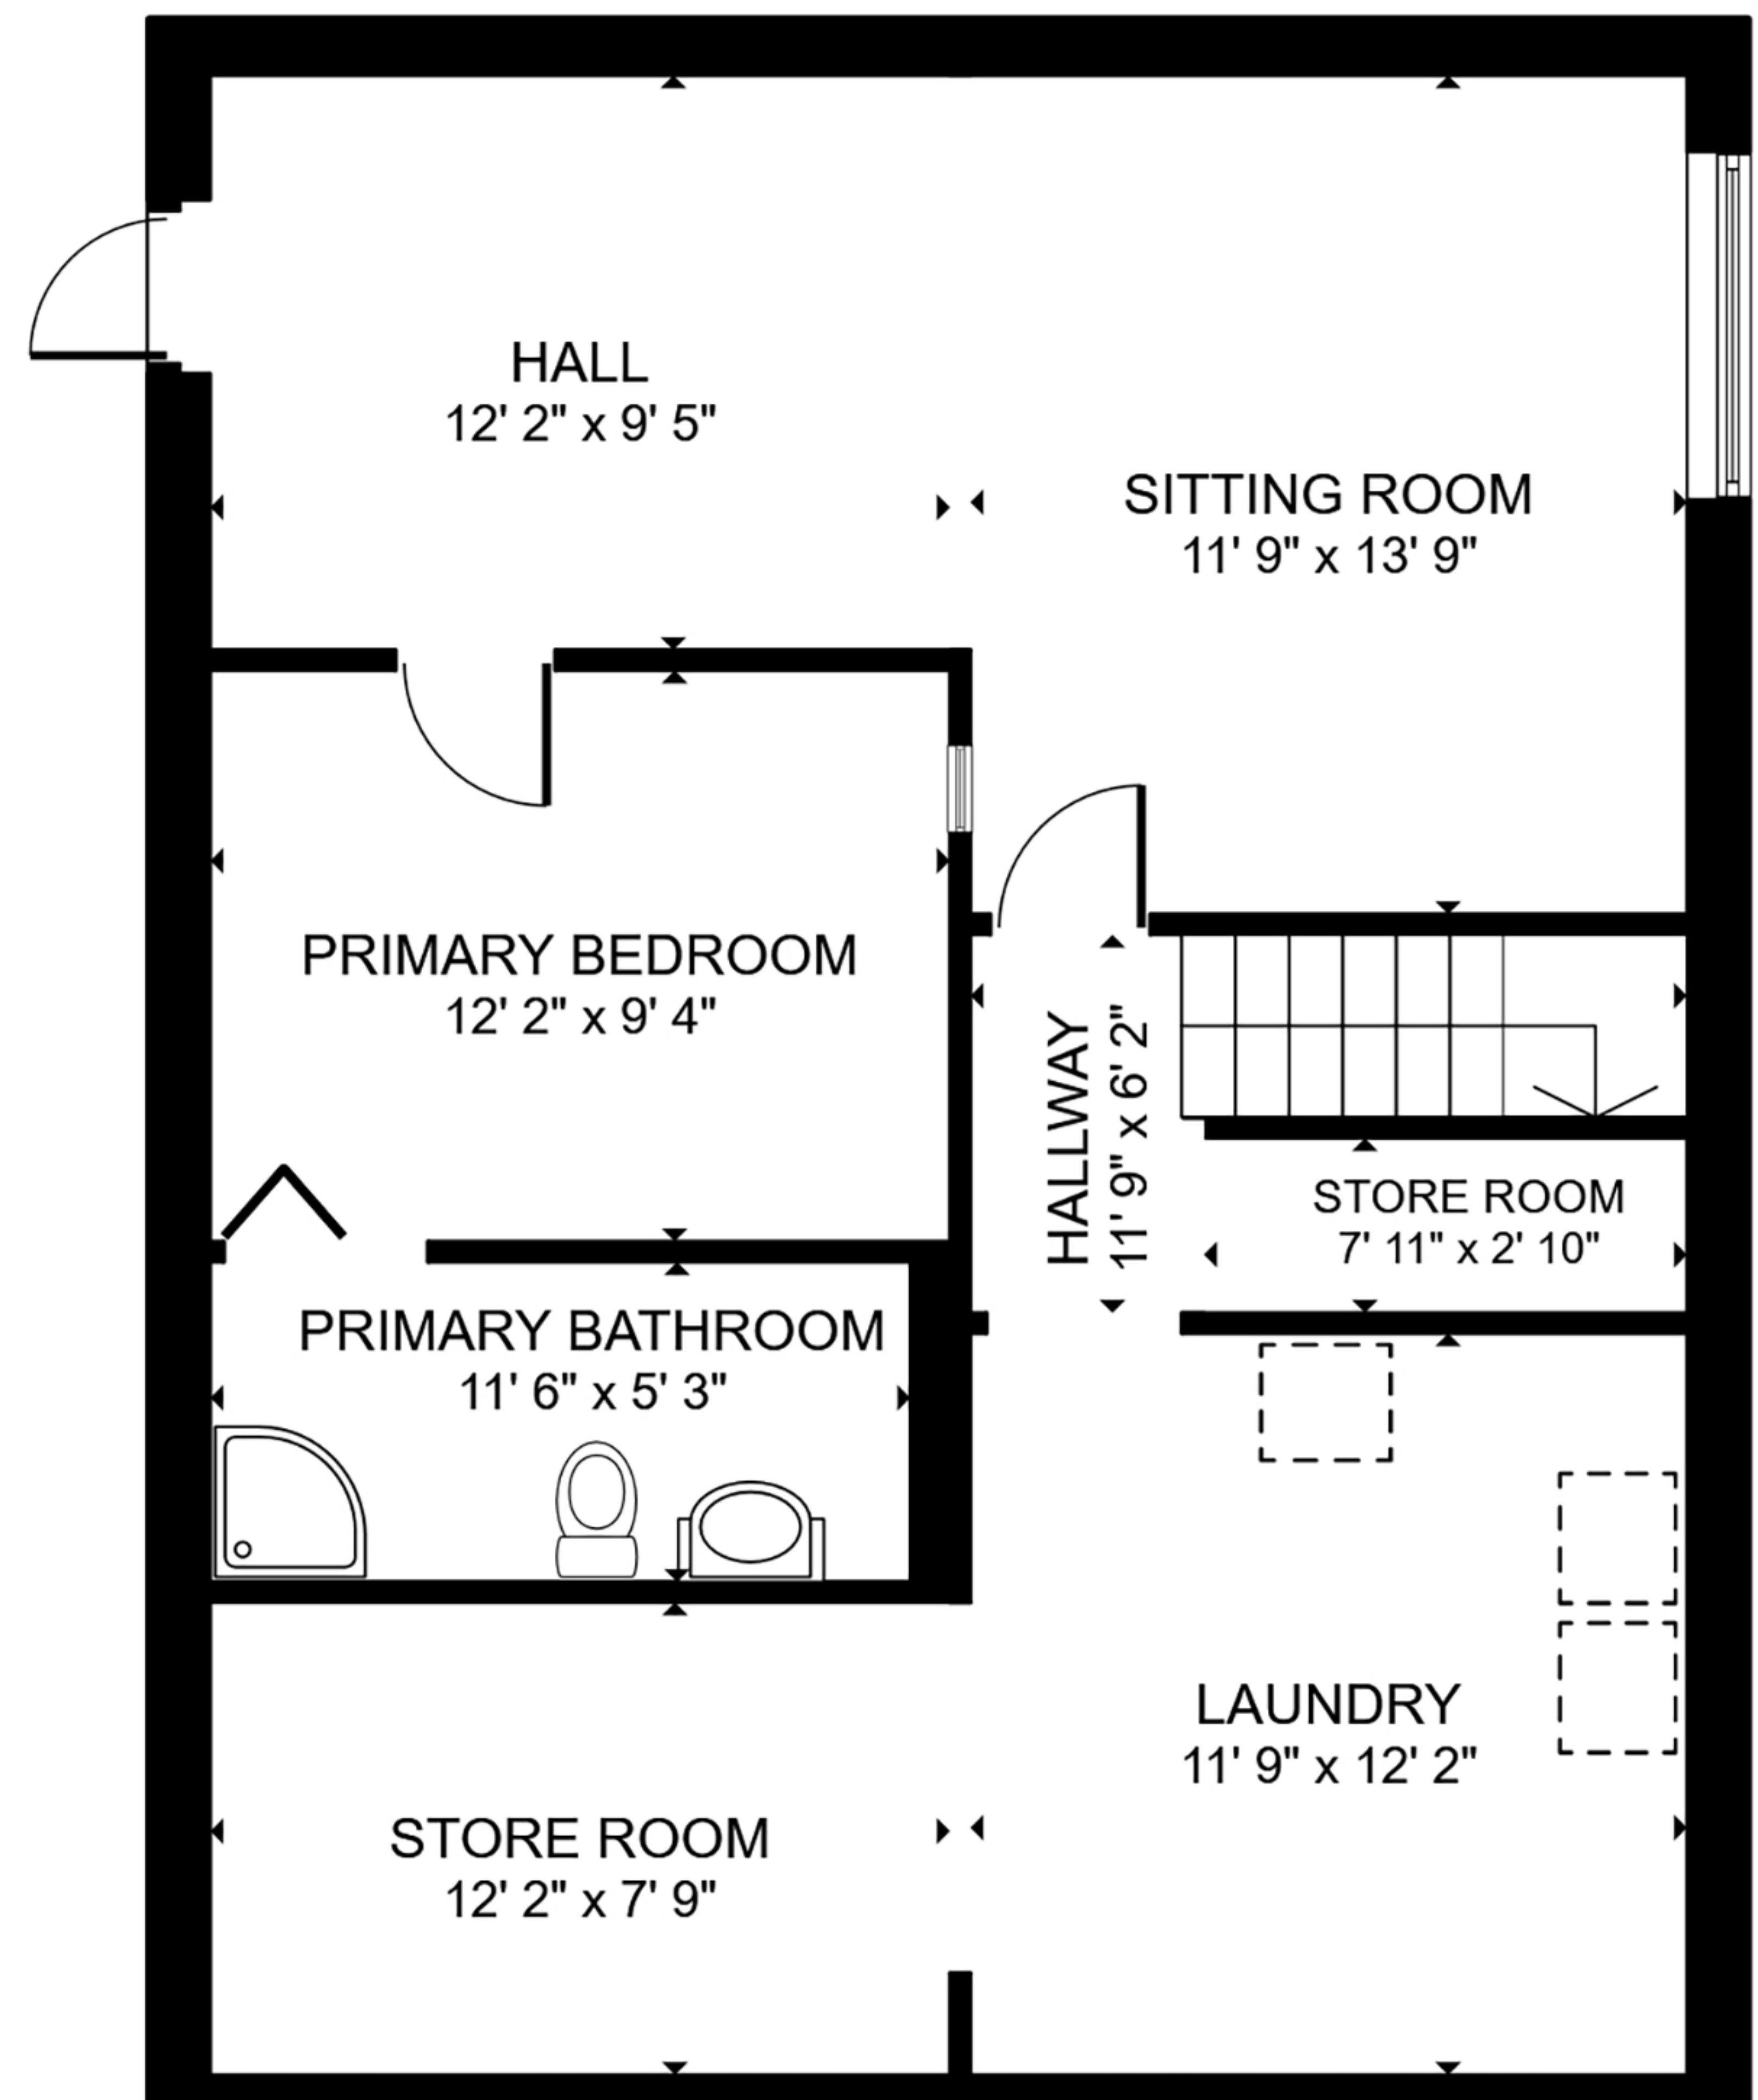 HALL
12' 2" x 9' 5"
SITTING ROOM
11' 9" x 13' 9"
PRIMARY BEDROOM
12' 2" x 9' 4"
HALLWAY
11' 9" x 6' 2"
STORE ROOM
7' 11" x 2' 10"
PRIMARY BATHROOM
11' 6" x 5' 3"
LAUNDRY
11' 9" x 12' 2"
STORE ROOM
12' 2" x 7' 9"